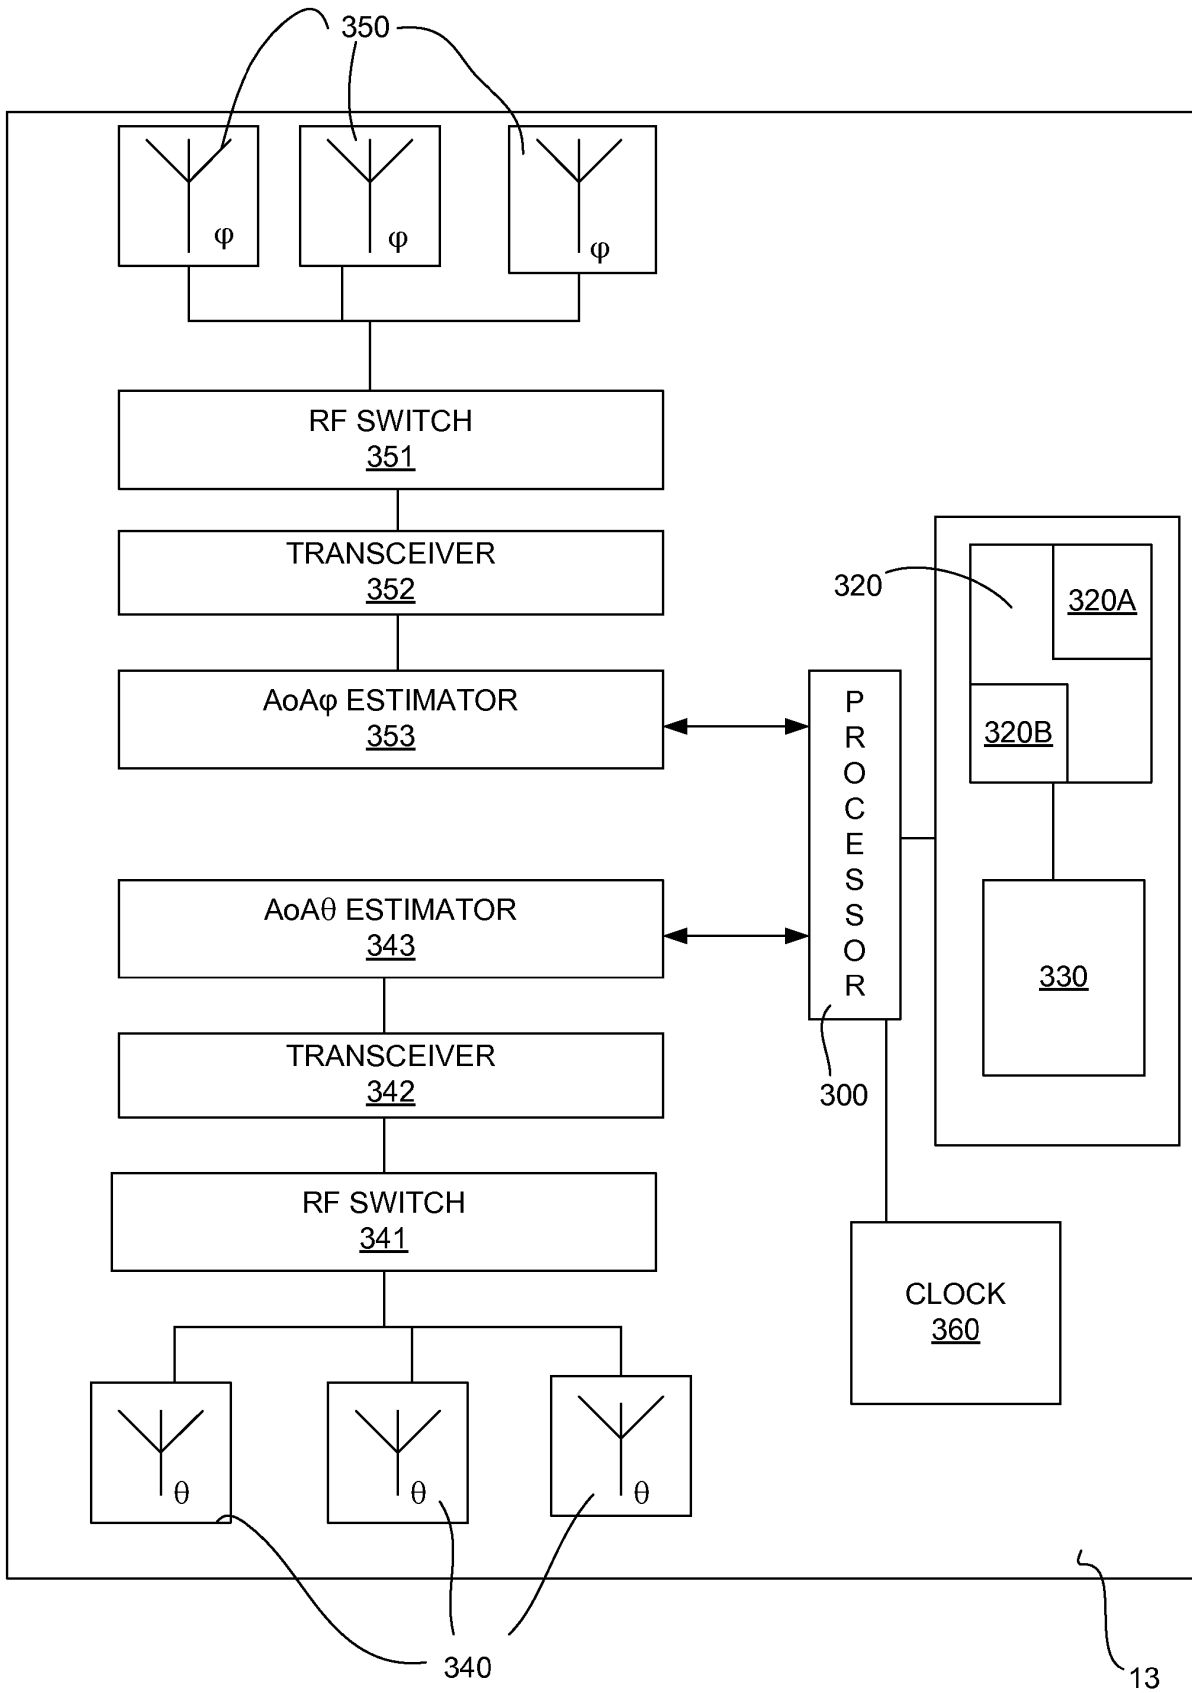 350
φ φ φ
RF SWITCH
351
TRANSCEIVER
352
320
320A
AoAφ ESTIMATOR
353
320B
PROCESSOR
AoAθ ESTIMATOR
343
330
TRANSCEIVER
342
300
RF SWITCH
341
CLOCK
360
θ θ θ
340
13